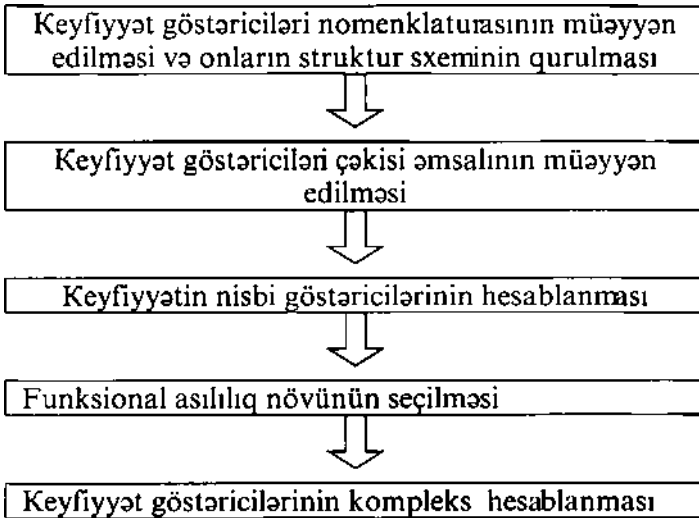 Keyfiyyət göstəriciləri nomenklaturasının müəyyən
edilməsi və onların struktur sxeminin qurulması
Keyfiyyət göstəriciləri çəkisi əmsalının müəyyən
edilməsi
Keyfiyyətin nisbi göstəricilərinin hesablanması
Funksional asılılıq növünün seçilməsi
Keyfiyyət göstəricilərinin kompleks hesablanması